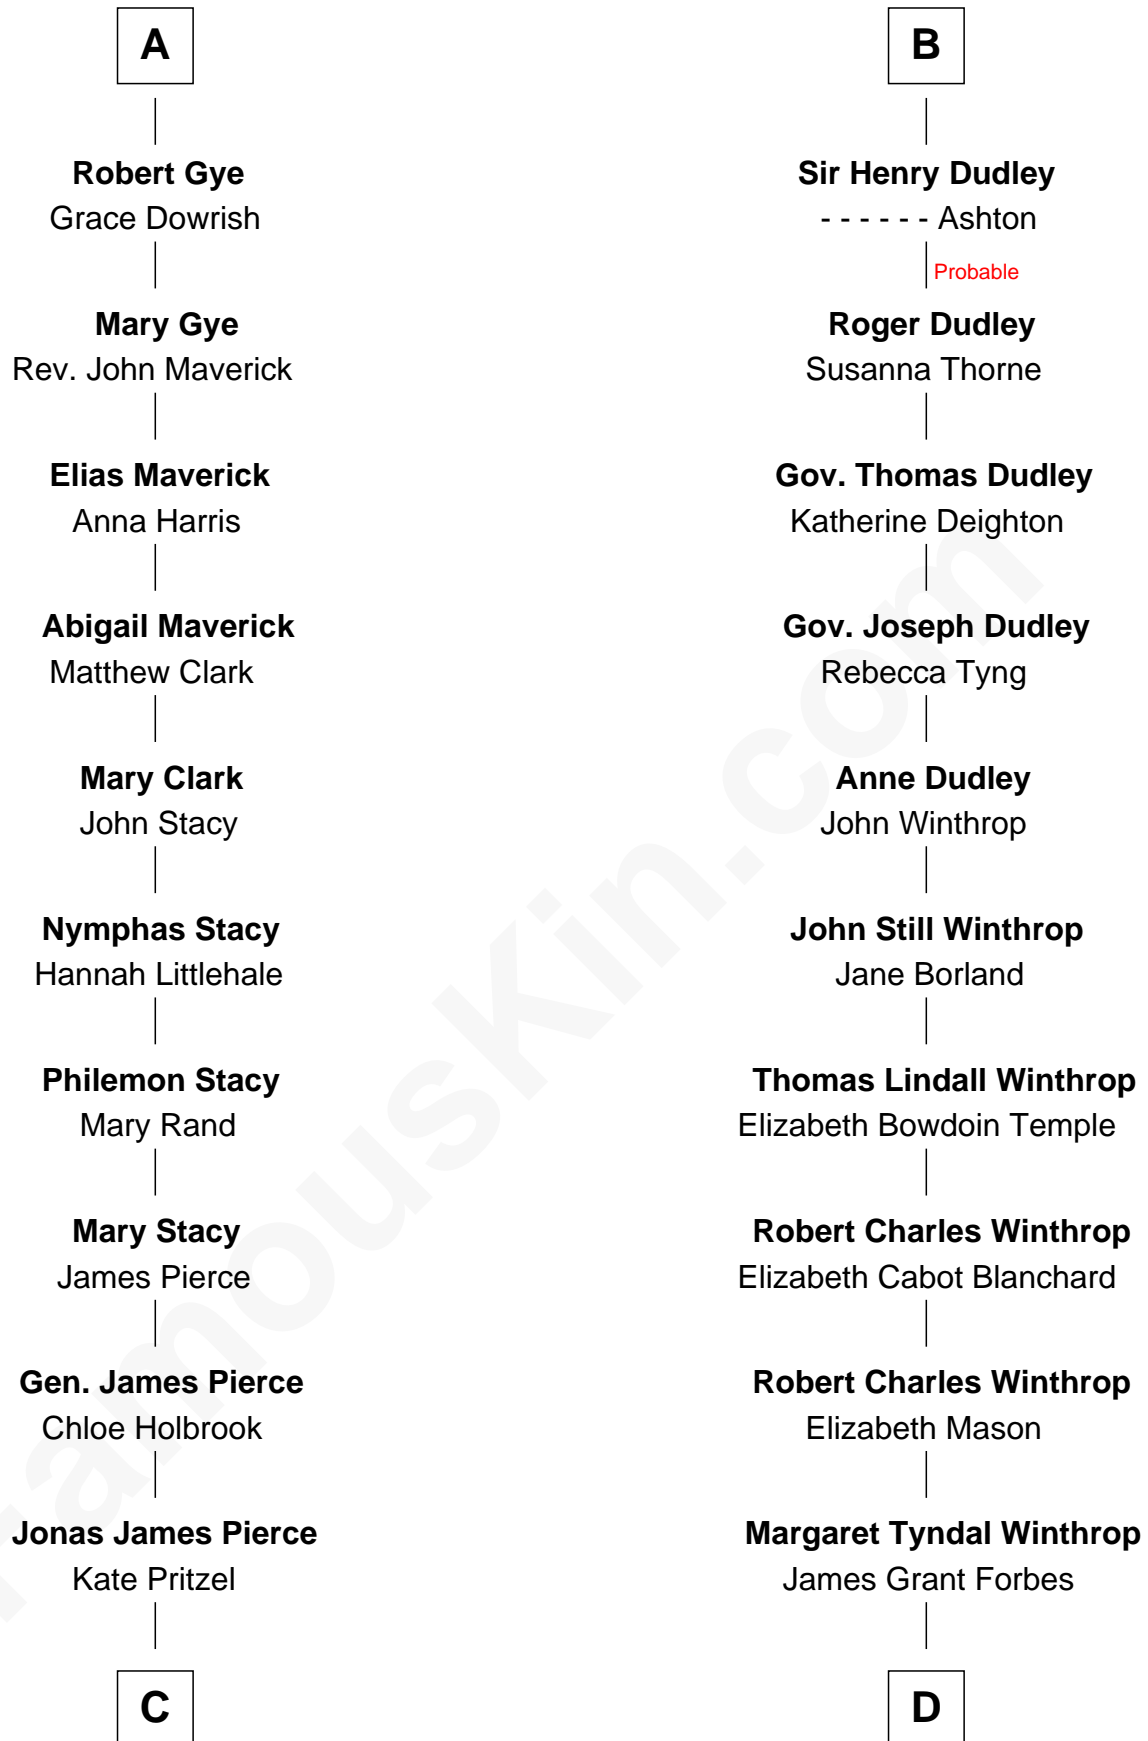 A
Robert Gye
Grace Dowrish
Mary Gye
Rev. John Maverick
Elias Maverick
Anna Harris
Abigail Maverick
Matthew Clark
Mary Clark
John Stacy
Nymphas Stacy
Hannah Littlehale
Philemon Stacy
Mary Rand
Mary Stacy
James Pierce
Gen. James Pierce
Chloe Holbrook
Jonas James Pierce
Kate Pritzel
C
B
Sir Henry Dudley
- - - - - - Ashton
Probable
Roger Dudley
Susanna Thorne
Gov. Thomas Dudley
Katherine Deighton
Gov. Joseph Dudley
Rebecca Tyng
Anne Dudley
John Winthrop
John Still Winthrop
Jane Borland
Thomas Lindall Winthrop
Elizabeth Bowdoin Temple
Robert Charles Winthrop
Elizabeth Cabot Blanchard
Robert Charles Winthrop
Elizabeth Mason
Margaret Tyndal Winthrop
James Grant Forbes
D
FamousKin.com